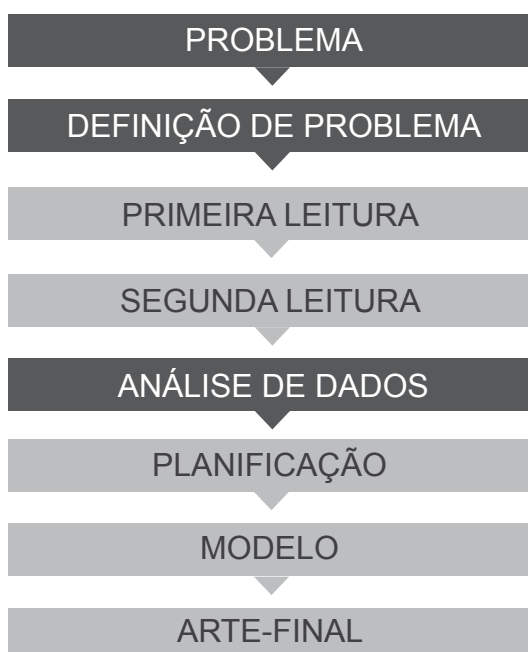 PROBLEMA
DEFINIÇÃO DE PROBLEMA
PRIMEIRA LEITURA
SEGUNDA LEITURA
ANÁLISE DE DADOS
PLANIFICAÇÃO
MODELO
ARTE-FINAL